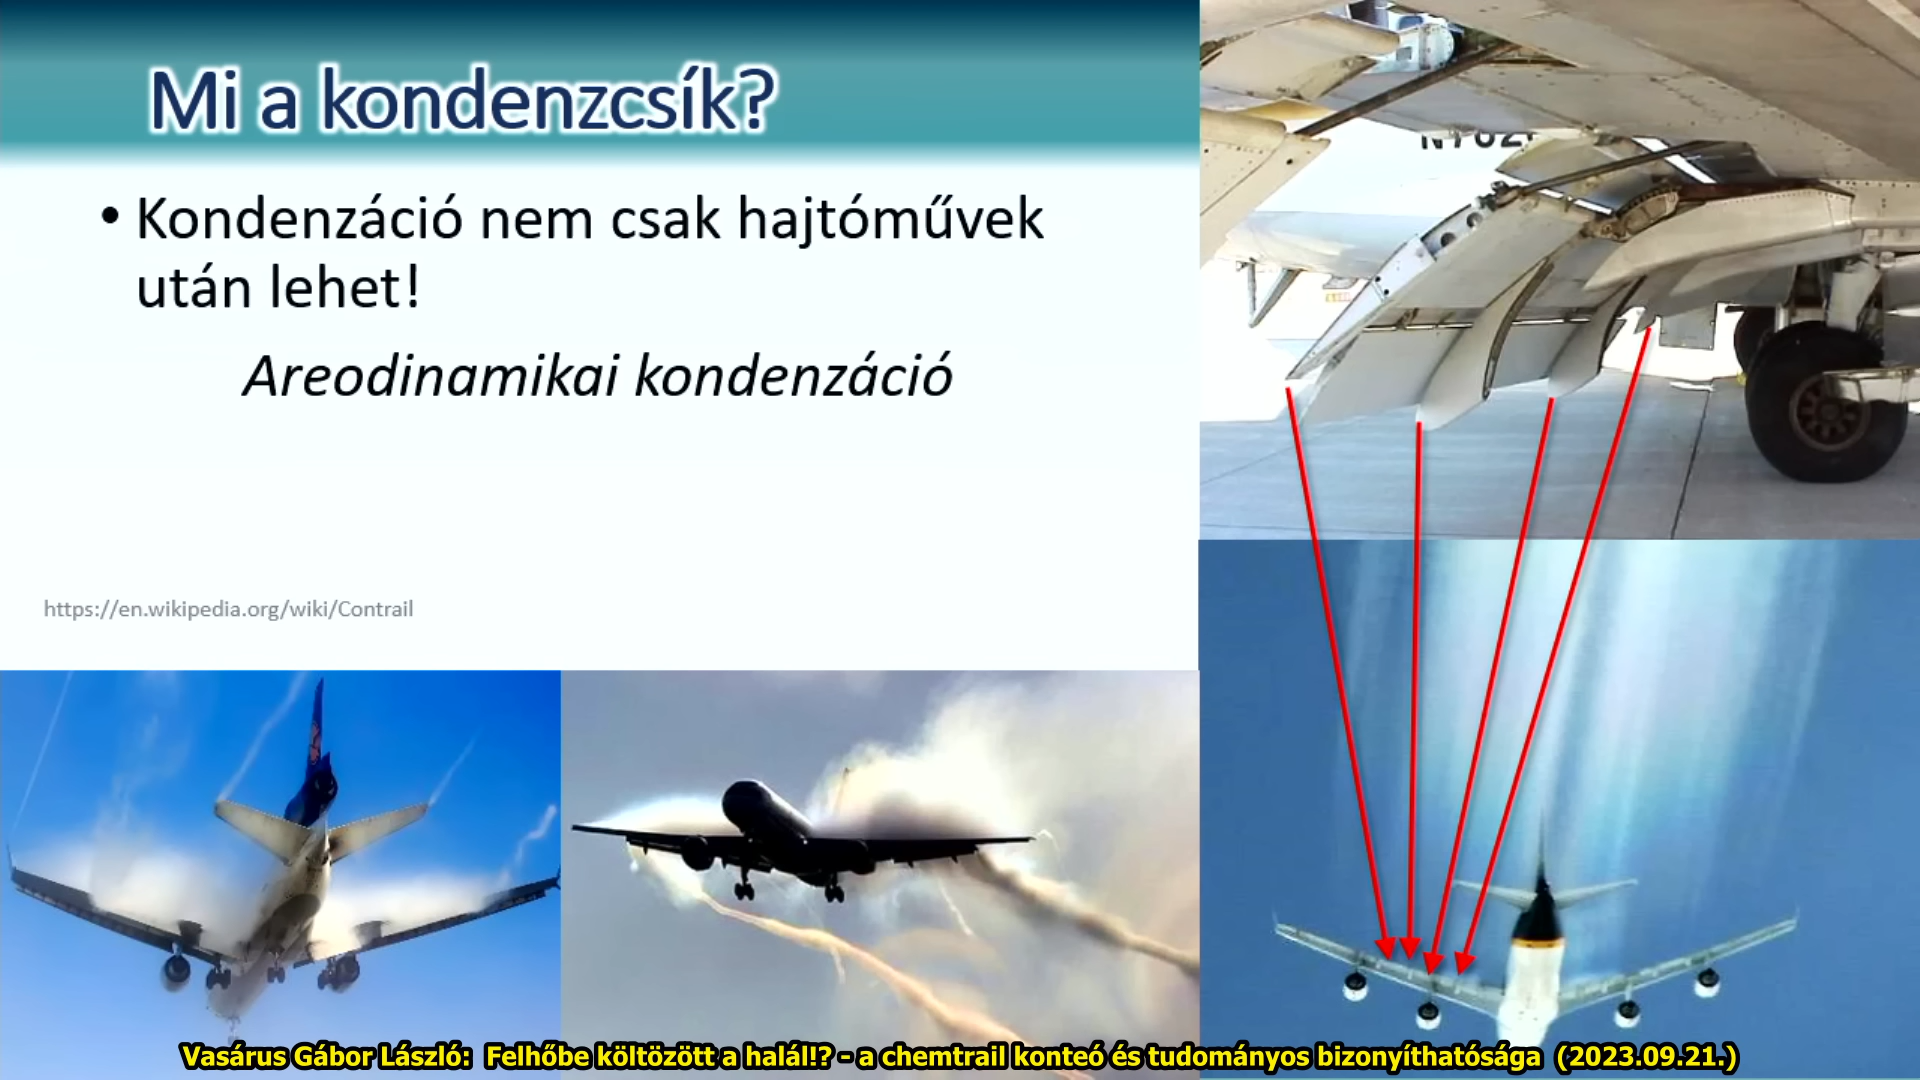 Mi a kondenzcsík?
• Kondenzáció nem csak hajtóművek
után lehet!
Areodinamikai kondenzáció
https://en.wikipedia.org/wiki/Contrail
Vasárus Gábor László:  Felhőbe költözött a halál!? - a chemtrail konteó és tudományos bizonyíthatósága  (2023.09.21.)